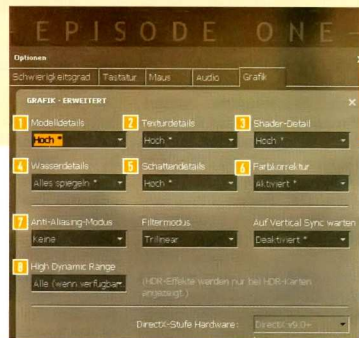 EPISODE ONE
Optionen
Schwierigkeitsgrad Tastatur Maus Audio Grafik
GRAFIK - ERWEITERT
1 Modelldetails 2 Texturdetails 3 Shader-Detail
Hoch * Hoch * Hoch *
4 Wasserdetails 5 Schattendetails 6 Farbkorrektur
Alles spiegeln * Hoch * Aktiviert *
7 Anti-Aliasing-Modus Filtermodus Auf Vertical Sync warten
Keine Trilinear Deaktiviert *
8 High Dynamic Range
Alle (wenn verfügbar (HDR-Effekte werden nur bei HDR-Karten
angezeigt.)
DirectX-Stufe Hardware: DirectX v9.0+